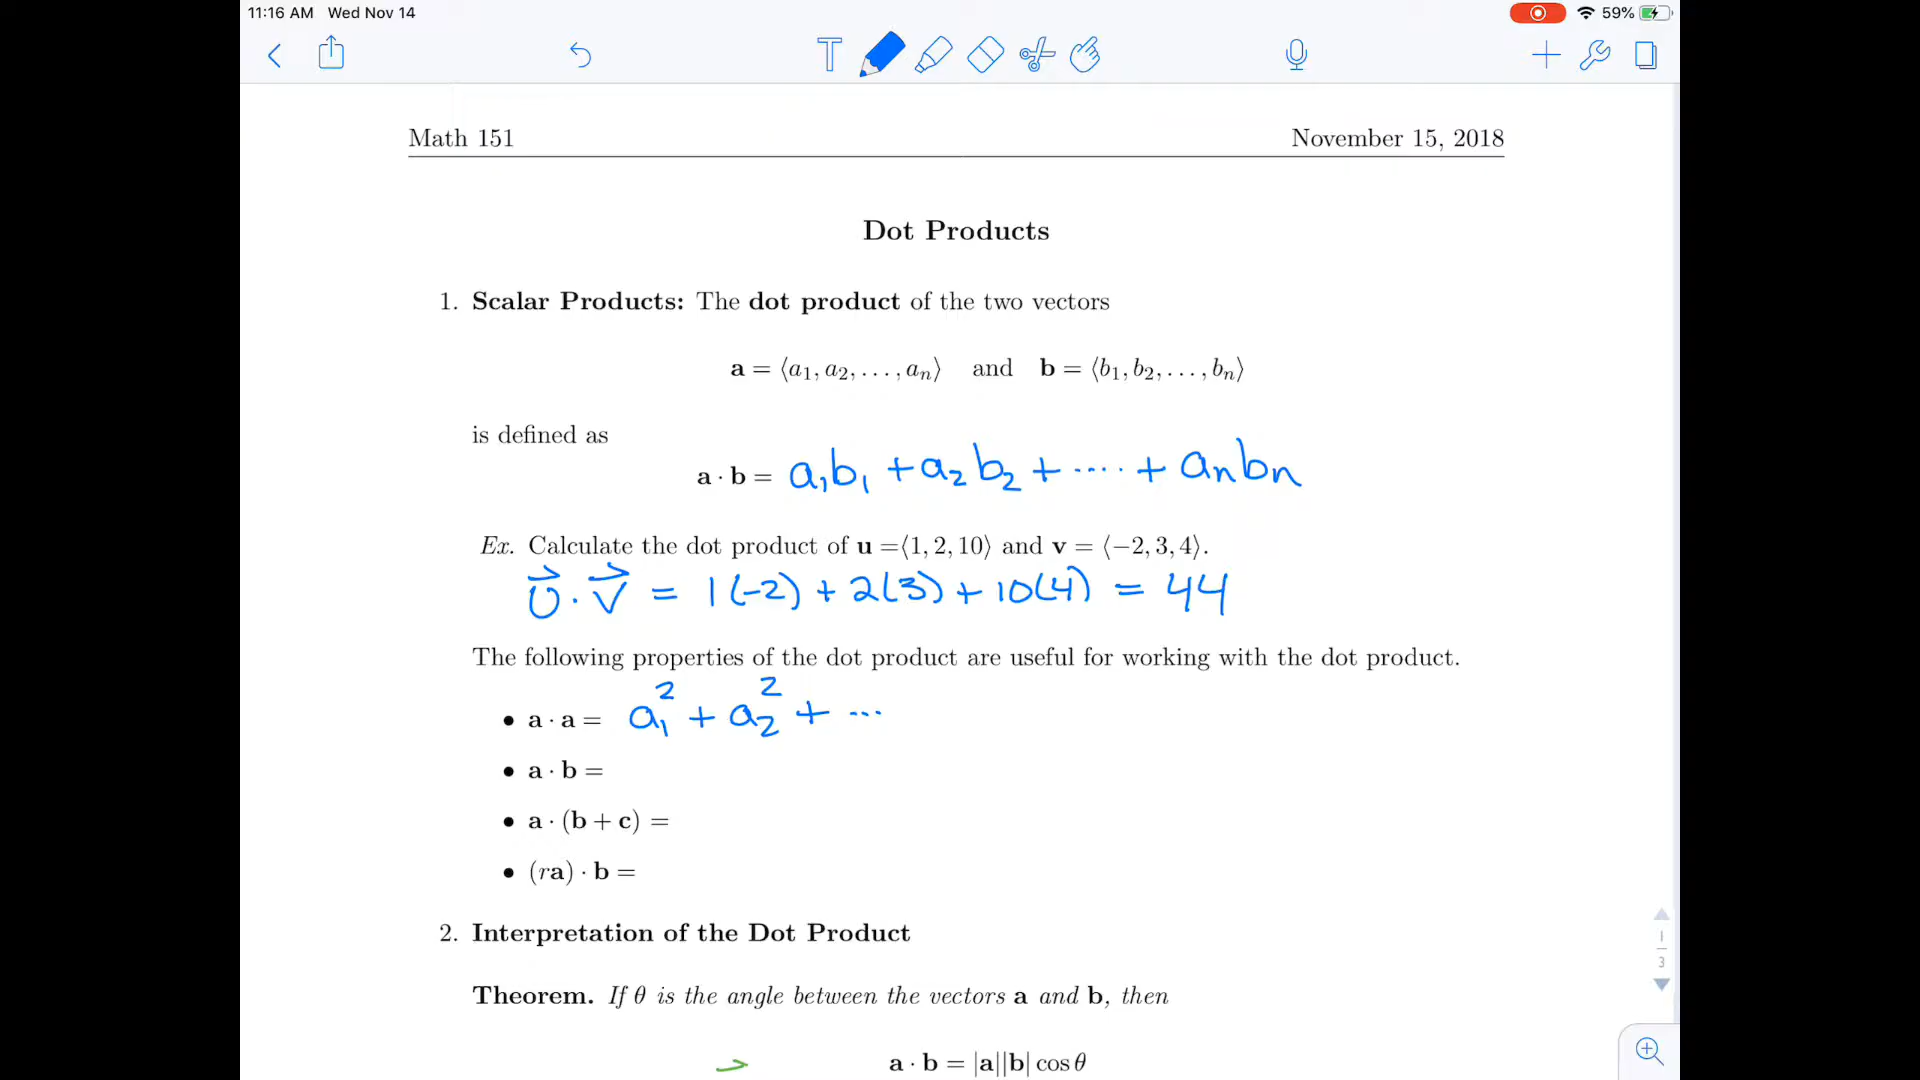 11:16 AM Wed Nov 14 59%
T
Math 151 November 15, 2018
Dot Products
1. Scalar Products: The dot product of the two vectors
a = ⟨a₁, a₂, . . . , aₙ⟩ and b = ⟨b₁, b₂, . . . , bₙ⟩
is defined as
a · b = a₁b₁ + a₂b₂ + ···· + aₙbₙ
Ex. Calculate the dot product of u =⟨1, 2, 10⟩ and v = ⟨−2, 3, 4⟩.
U⃗ · V⃗ = 1(-2) + 2(3) + 10(4) = 44
The following properties of the dot product are useful for working with the dot product.
• a · a = a₁² + a₂² + ···
• a · b =
• a · (b + c) =
• (ra) · b =
2. Interpretation of the Dot Product
1
3
Theorem. If θ is the angle between the vectors a and b, then
a · b = |a||b| cos θ